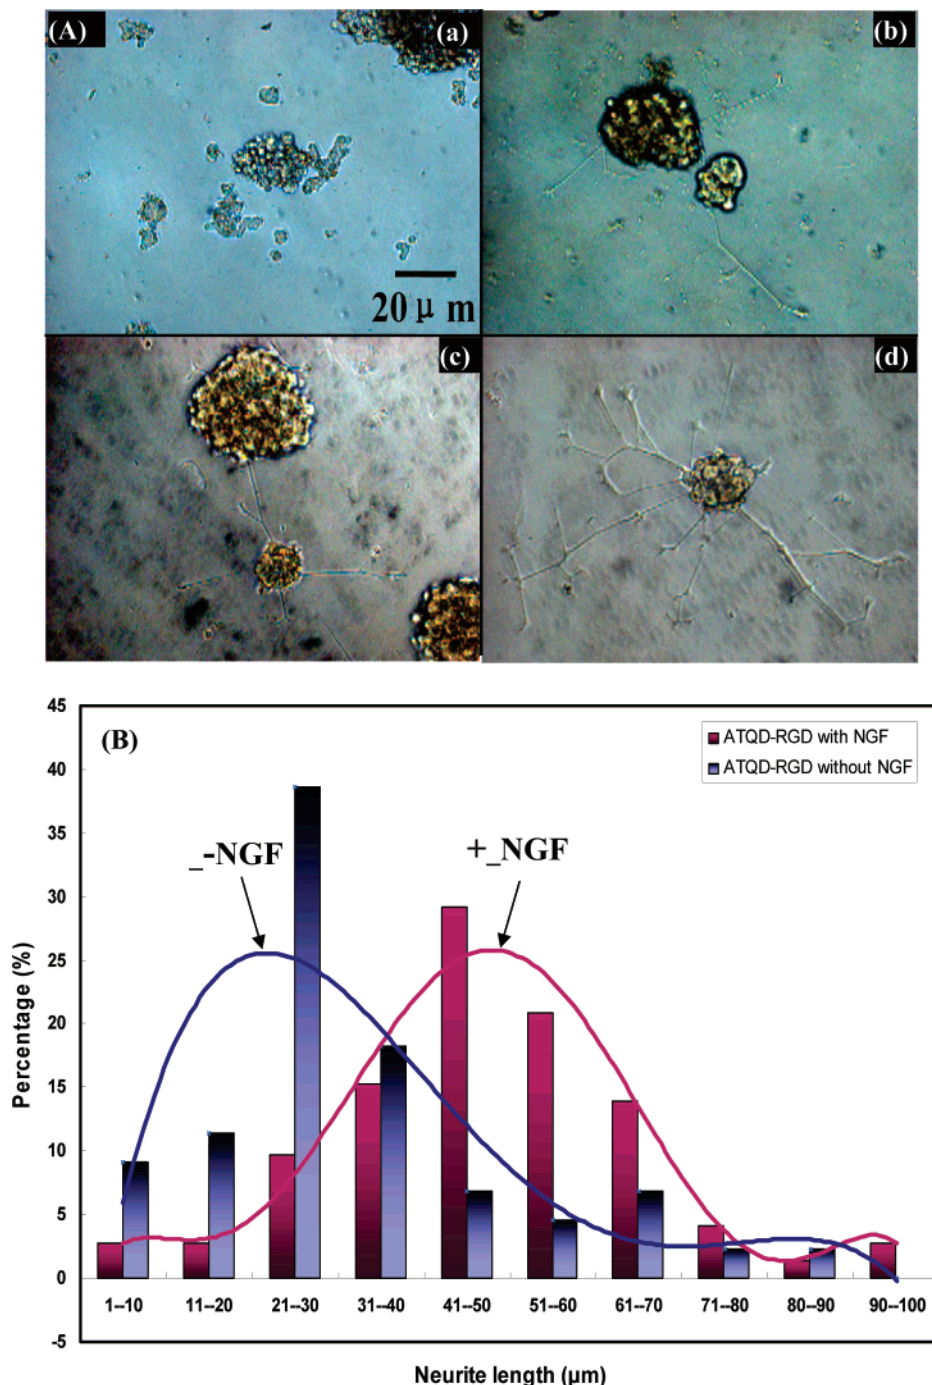 (A) (a) (b)
20 μ m
(c) (d)
(B)
ATQD-RGD with NGF
ATQD-RGD without NGF
_-NGF
+_NGF
Percentage (%)
45
40
35
30
25
20
15
10
5
0
-5
1--10 11--20 21--30 31--40 41--50 51--60 61--70 71--80 80--90 90--100
Neurite length (μm)